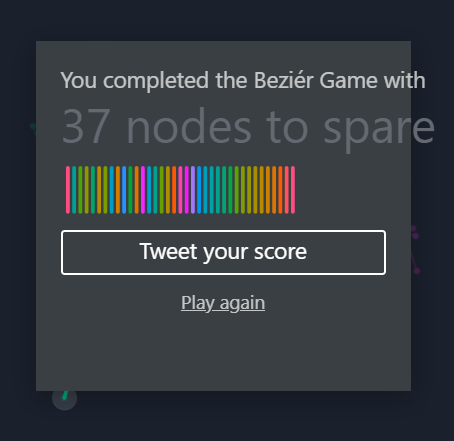 You completed the Beziér Game with
37 nodes to spare
Tweet your score
Play again